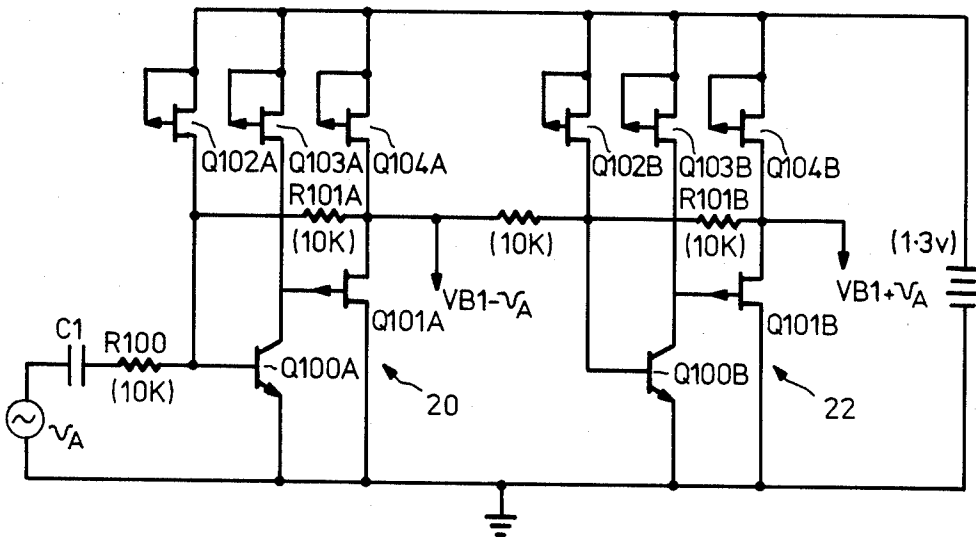 Q102A
Q103A
Q104A
R101A
(10K)
Q102B
Q103B
Q104B
R101B
(10K)
(10K)
(1·3v)
VB1-vA
VB1+vA
Q101A
Q101B
C1
R100
(10K)
Q100A
20
Q100B
22
vA